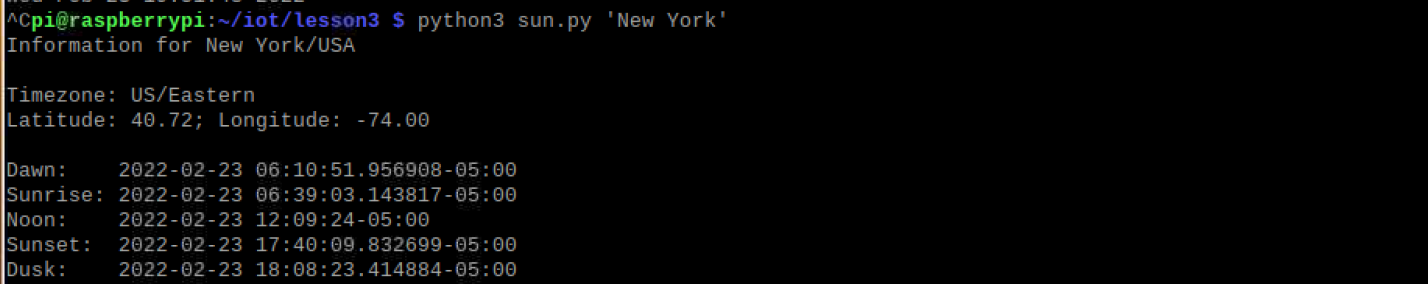 ^Cpi@raspberrypi:~/iot/lesson3 $ python3 sun.py 'New York'
Information for New York/USA
Timezone: US/Eastern
Latitude: 40.72; Longitude: -74.00
Dawn:    2022-02-23 06:10:51.956908-05:00
Sunrise: 2022-02-23 06:39:03.143817-05:00
Noon:    2022-02-23 12:09:24-05:00
Sunset:  2022-02-23 17:40:09.832699-05:00
Dusk:    2022-02-23 18:08:23.414884-05:00